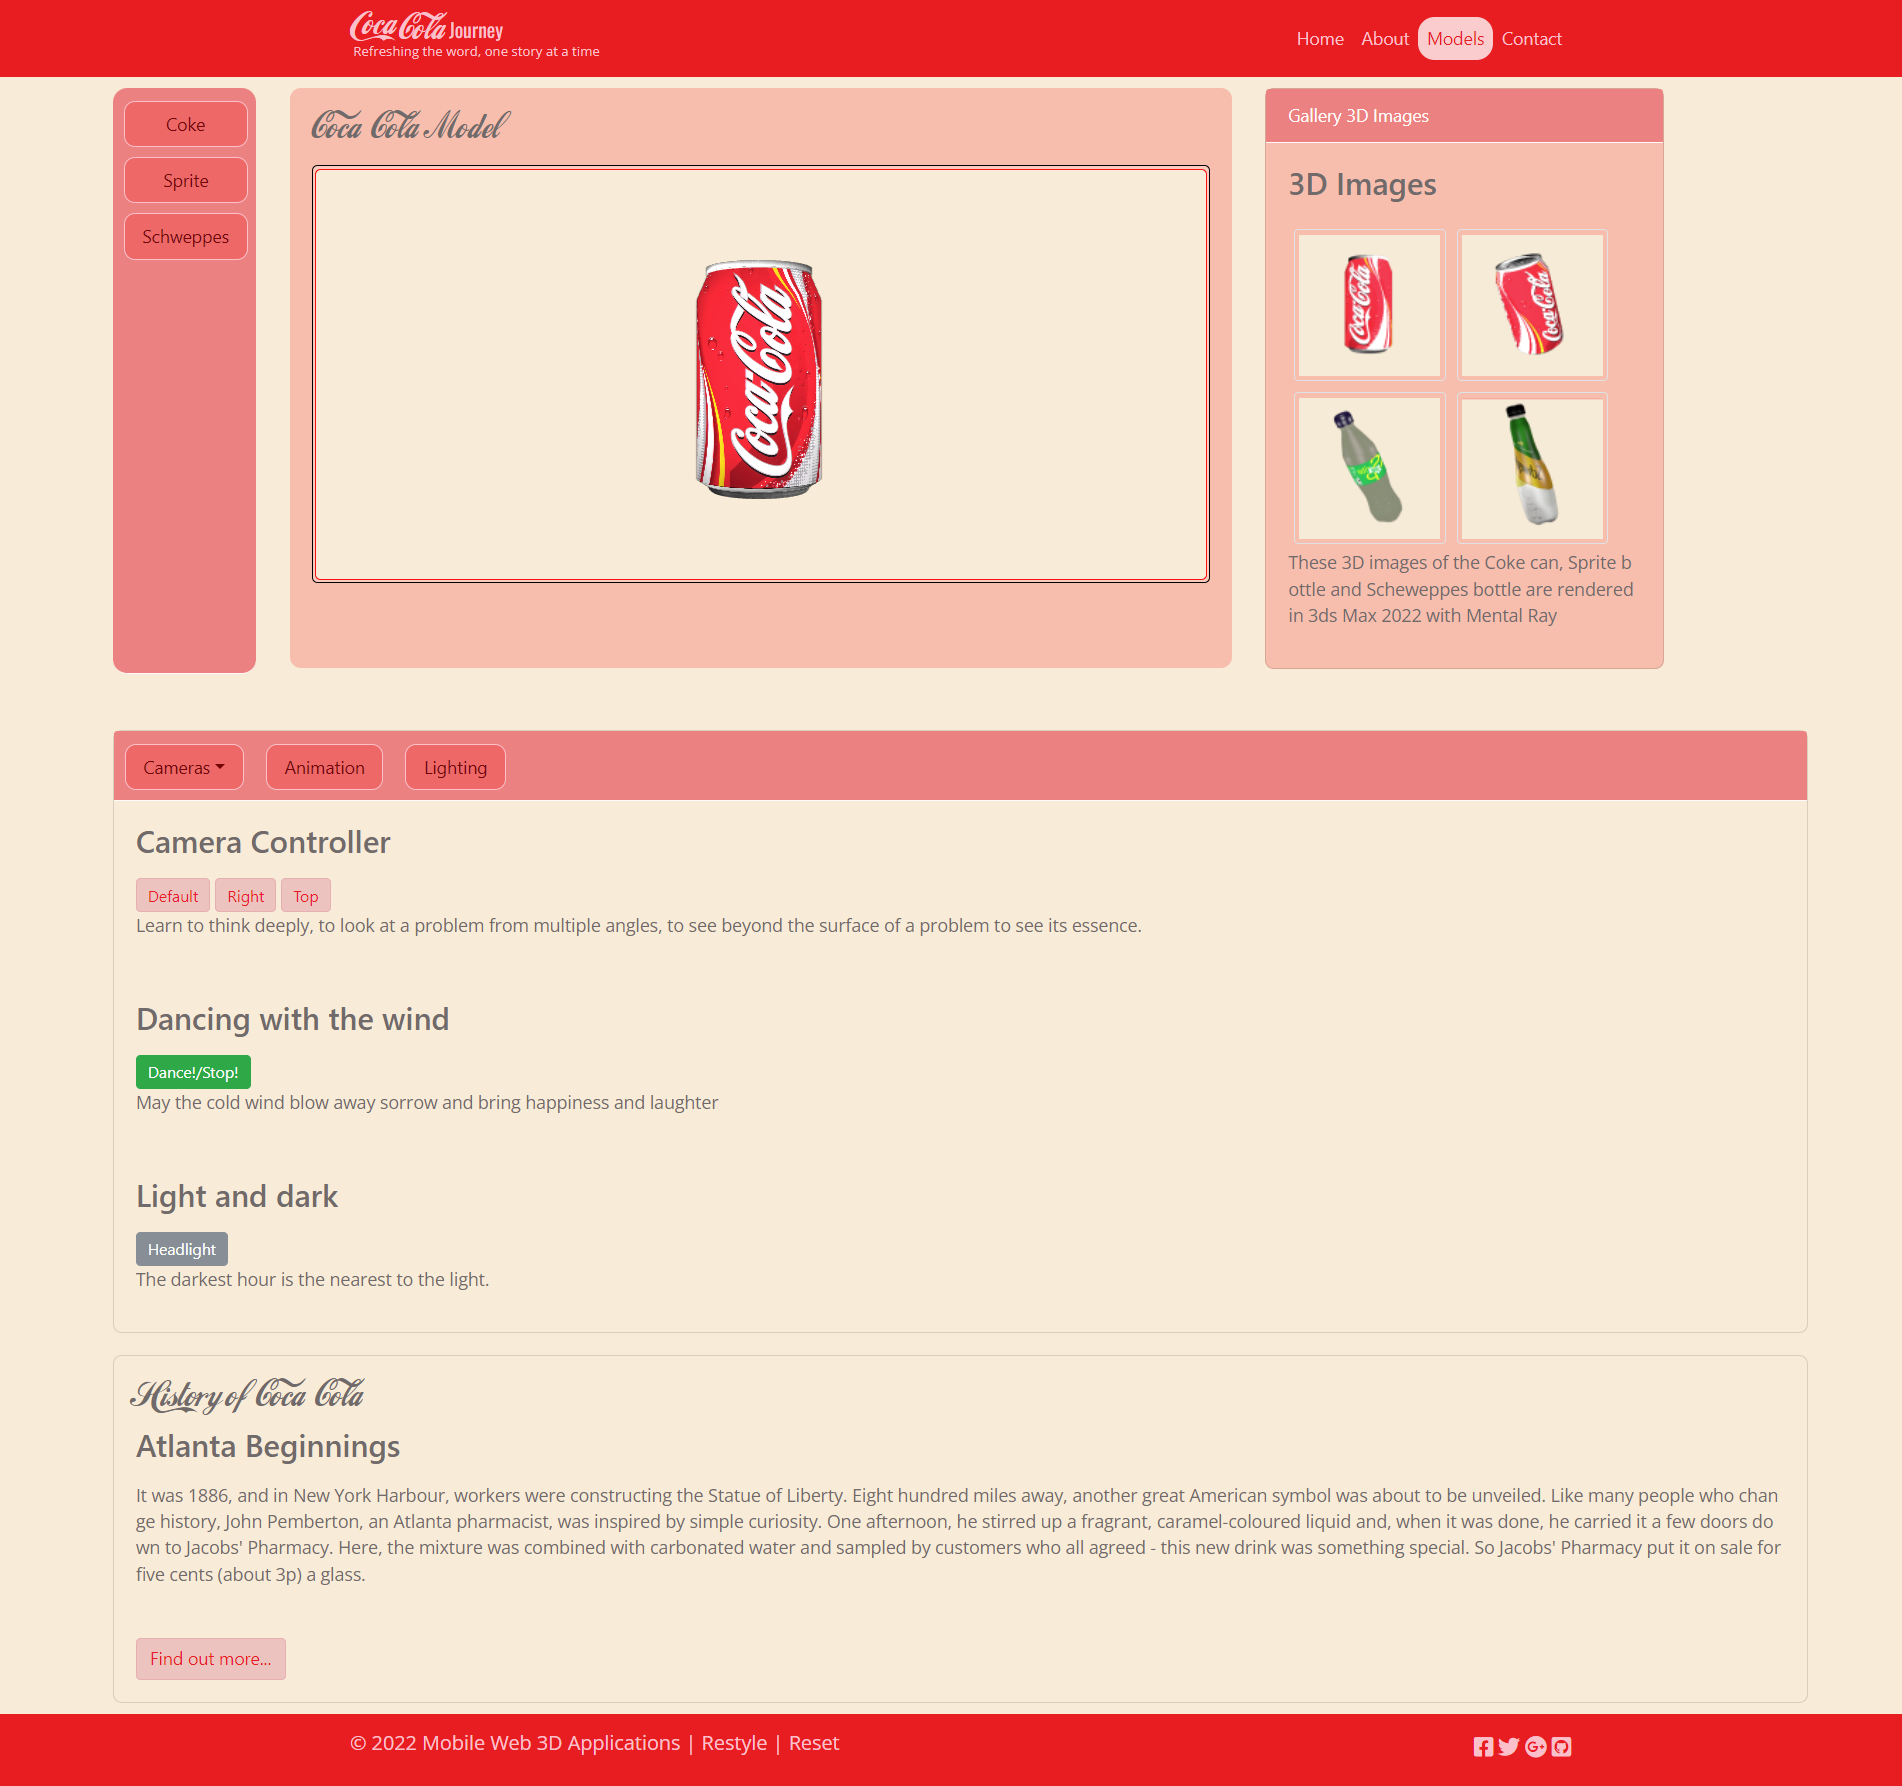 Coca Cola Journey
Refreshing the word, one story at a time
Home About Models Contact
Coke
Sprite
Schweppes
Coca Cola Model
Coca-Cola
Gallery 3D Images
3D Images
Coca-Cola
Coca-Cola
These 3D images of the Coke can, Sprite b
ottle and Scheweppes bottle are rendered
in 3ds Max 2022 with Mental Ray
Cameras Animation Lighting
Camera Controller
Default Right Top
Learn to think deeply, to look at a problem from multiple angles, to see beyond the surface of a problem to see its essence.
Dancing with the wind
Dance!/Stop!
May the cold wind blow away sorrow and bring happiness and laughter
Light and dark
Headlight
The darkest hour is the nearest to the light.
History of Coca Cola
Atlanta Beginnings
It was 1886, and in New York Harbour, workers were constructing the Statue of Liberty. Eight hundred miles away, another great American symbol was about to be unveiled. Like many people who chan
ge history, John Pemberton, an Atlanta pharmacist, was inspired by simple curiosity. One afternoon, he stirred up a fragrant, caramel-coloured liquid and, when it was done, he carried it a few doors do
wn to Jacobs' Pharmacy. Here, the mixture was combined with carbonated water and sampled by customers who all agreed - this new drink was something special. So Jacobs' Pharmacy put it on sale for
five cents (about 3p) a glass.
Find out more...
© 2022 Mobile Web 3D Applications | Restyle | Reset